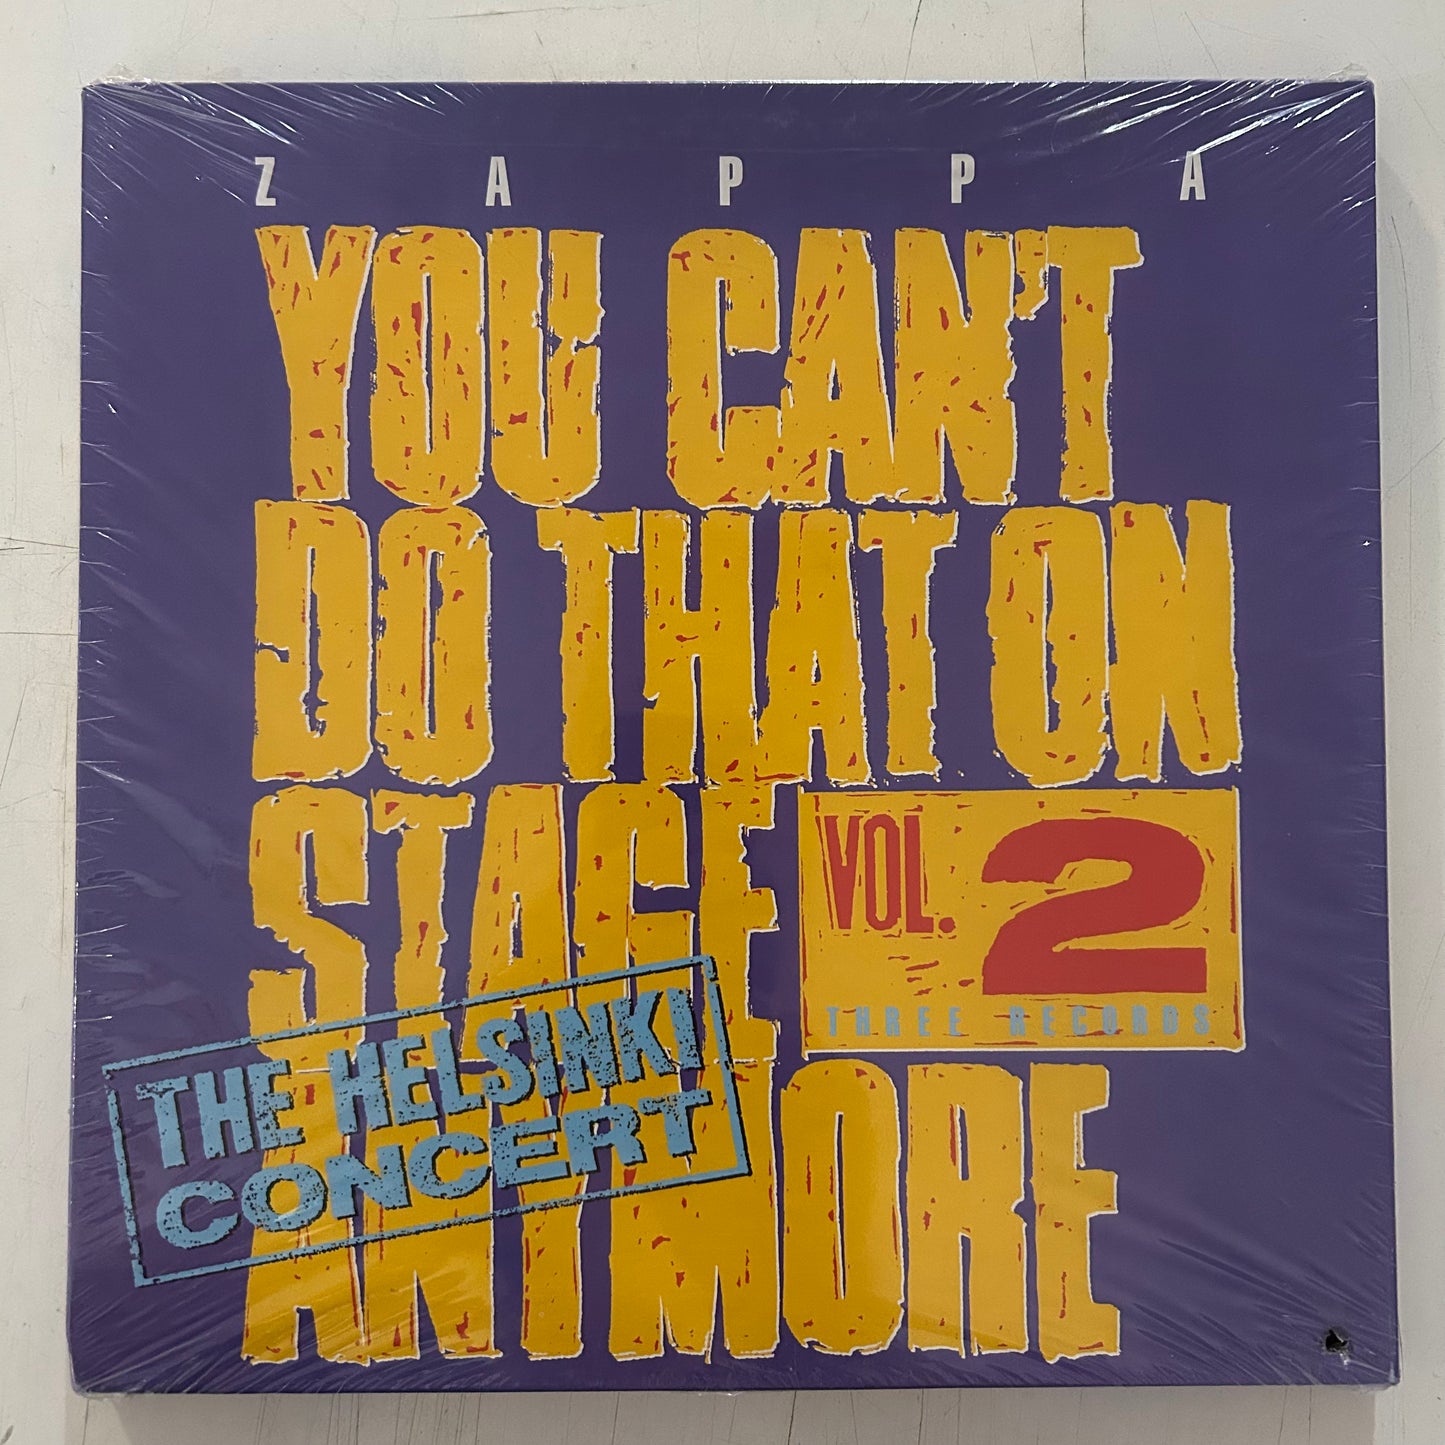 ZAPPA
YOU CAN'T
DO THAT ON
STAGE
VOL. 2
THREE RECORDS
ANYMORE
THE HELSINKI
CONCERT